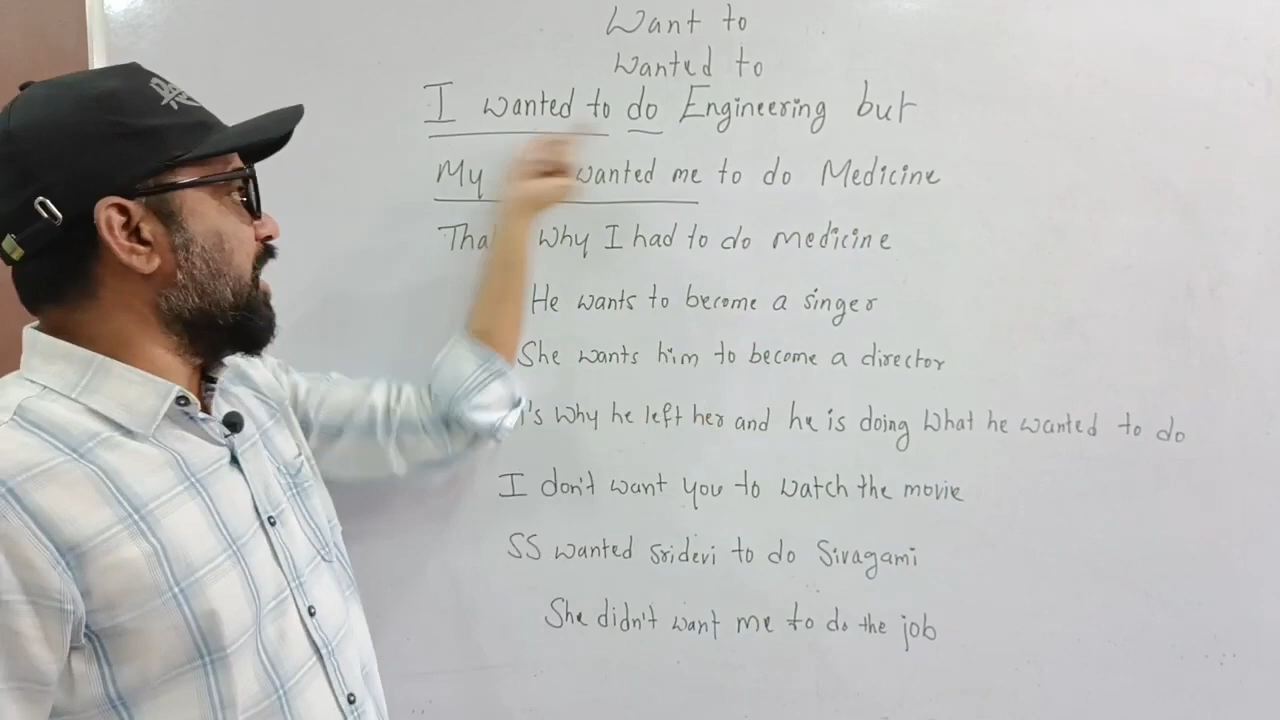 Want to
Wanted to
I wanted to do Engineering but
My wanted me to do Medicine
Tha why I had to do medicine
He wants to become a singer
She wants him to become a director
's why he left her and he is doing what he wanted to do
I don't want you to watch the movie
SS wanted Sridevi to do Sivagami
She didn't want me to do the job